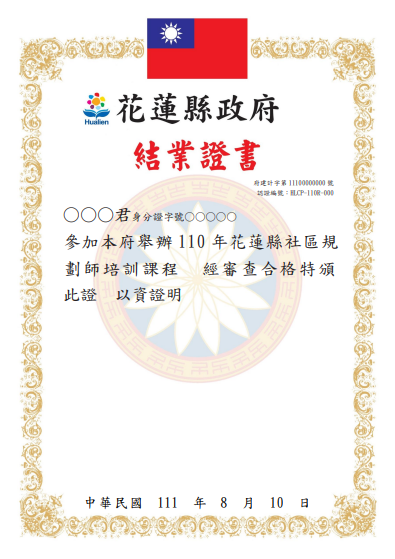 Hualien
花蓮縣政府
結業證書
府建計字第11100000000號
認證編號：HLCP-110R-000
○○○君身分證字號○○○○○
參加本府舉辦110年花蓮縣社區規
劃師培訓課程 經審查合格特頒
此證 以資證明
中華民國 111 年 8 月 10 日